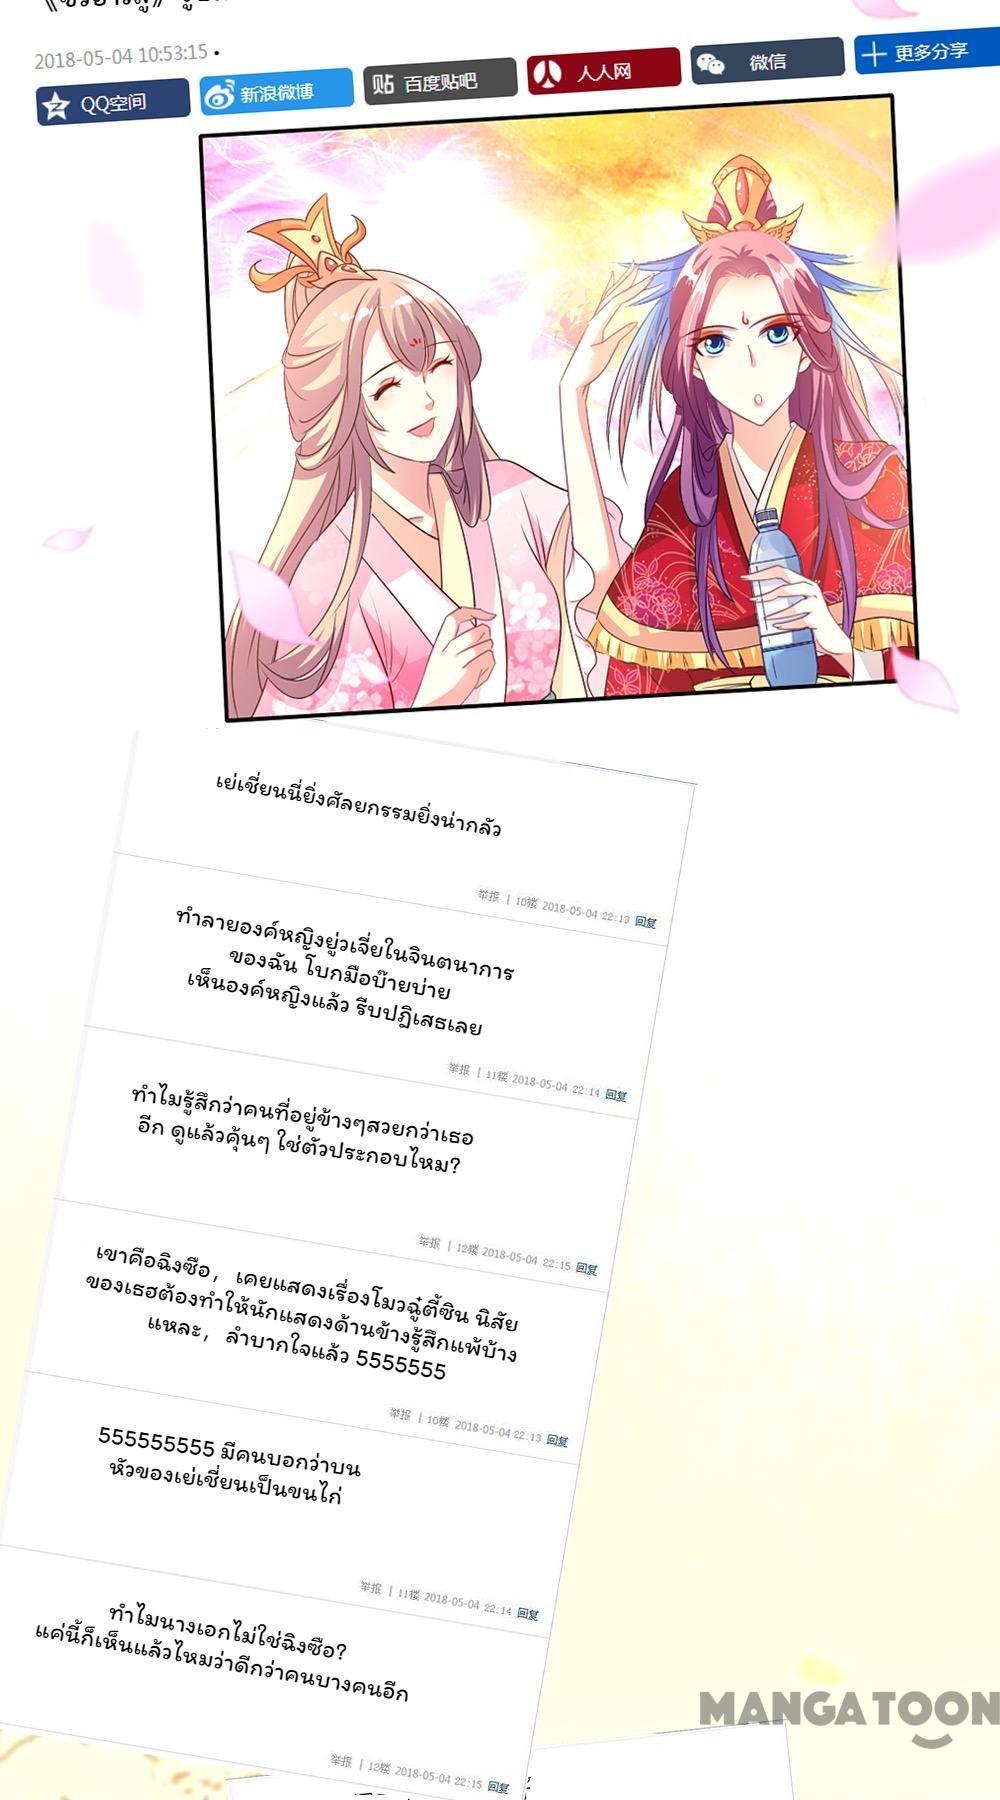 2018-05-04 10:53:15 •
QQ空间 新浪微博 百度贴吧 人人网 微信 更多分享
เย่เชี่ยนนี่ยิ่งศัลยกรรมยิ่งน่ากลัว
举报 | 10楼 2018-05-04 22:13 回复
ทำลายองค์หญิงยู่วเจี่ยในจินตนาการ
ของฉัน โบกมือบ๊ายบ่าย
เห็นองค์หญิงแล้ว รีบปฎิเสธเลย
举报 | 11楼 2018-05-04 22:14 回复
ทำไมรู้สึกว่าคนที่อยู่ข้างๆสวยกว่าเธอ
อีก ดูแล้วคุ้นๆ ใช่ตัวประกอบไหม?
举报 | 12楼 2018-05-04 22:15 回复
เขาคือฉิงซือ, เคยแสดงเรื่องโมวฉู๋ตี้ซิน นิสัย
ของเธอต้องทำให้นักแสดงด้านข้างรู้สึกแพ้บ้าง
แหละ, ลำบากใจแล้ว 5555555
举报 | 10楼 2018-05-04 22:13 回复
555555555 มีคนบอกว่าบน
หัวของเย่เชี่ยนเป็นขนไก่
举报 | 11楼 2018-05-04 22:14 回复
ทำไมนางเอกไม่ใช่ฉิงซือ?
แค่นี้ก็เห็นแล้วไหมว่าดีกว่าคนบางคนอีก
举报 | 12楼 2018-05-04 22:15 回复
MANGATOON